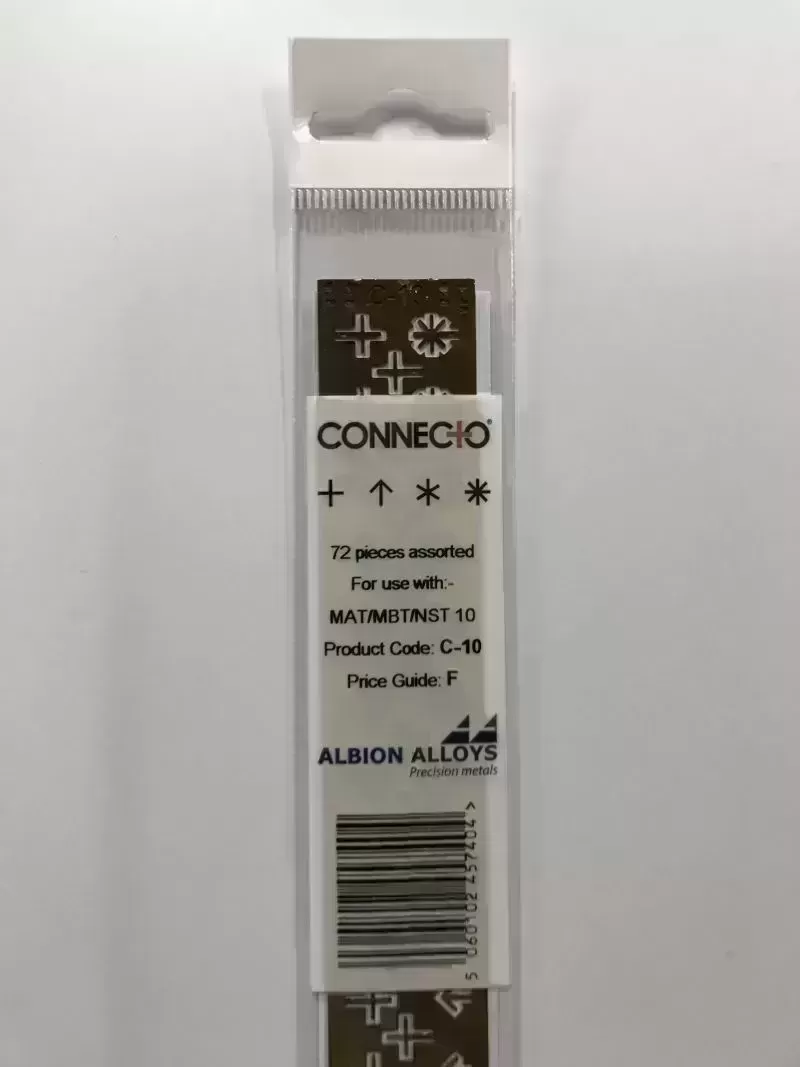 C-10
CONNECTO®
72 pieces assorted
For use with:-
MAT/MBT/NST 10
Product Code: C-10
Price Guide: F
ALBION ALLOYS
Precision metals
5 060102 457404 >